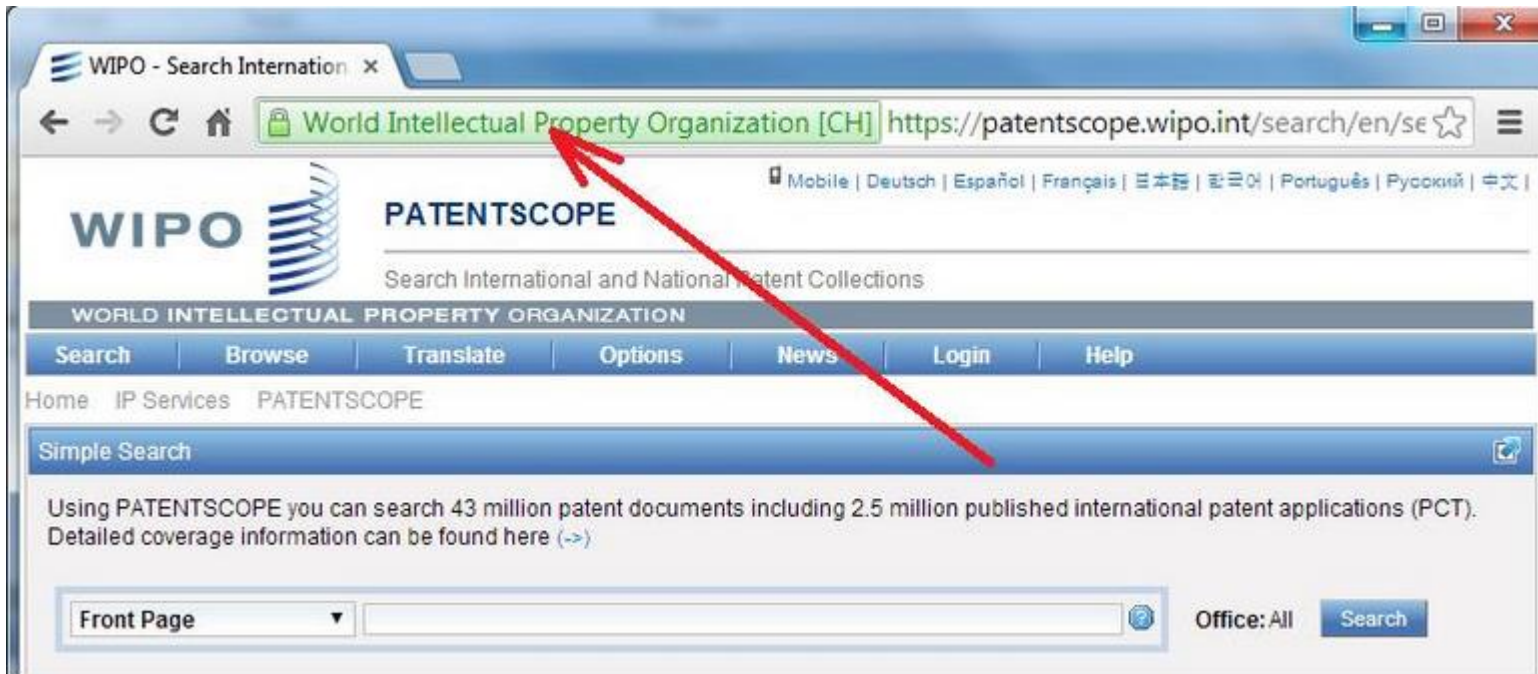 WIPO - Search Internation
World Intellectual Property Organization [CH] https://patentscope.wipo.int/search/en/se
Mobile | Deutsch | Español | Français | 日本語 | 한국어 | Português | Русский | 中文 |
WIPO
PATENTSCOPE
Search International and National Patent Collections
WORLD INTELLECTUAL PROPERTY ORGANIZATION
Search Browse Translate Options News Login Help
Home IP Services PATENTSCOPE
Simple Search
Using PATENTSCOPE you can search 43 million patent documents including 2.5 million published international patent applications (PCT).
Detailed coverage information can be found here (->)
Front Page Office: All Search